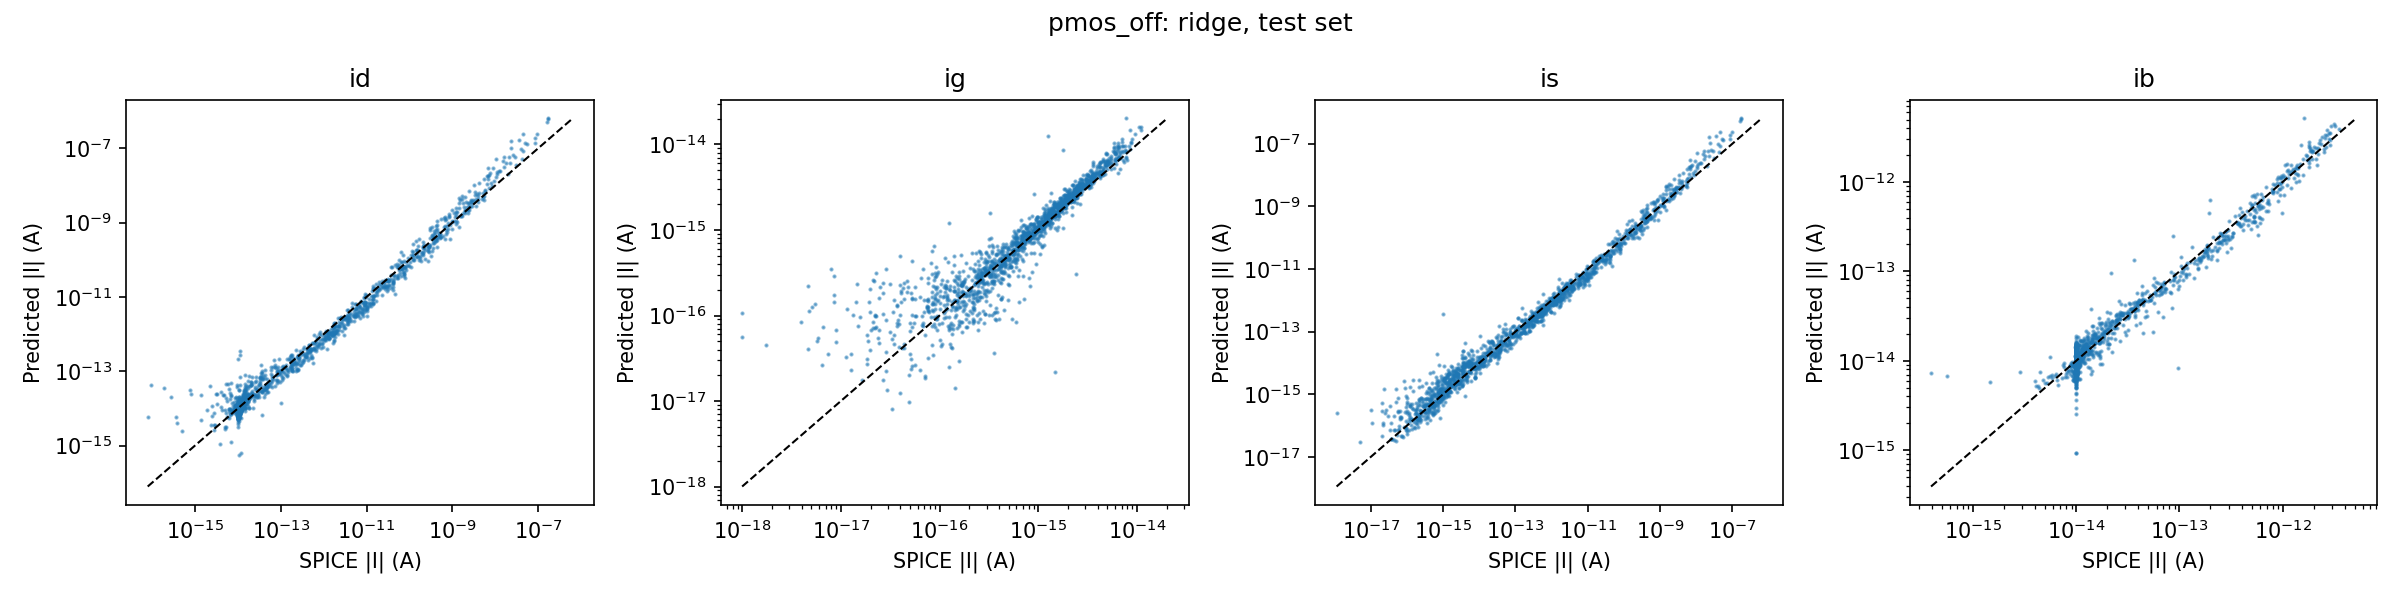 pmos_off: ridge, test set
id
Predicted |I| (A)
10⁻⁷
10⁻⁹
10⁻¹¹
10⁻¹³
10⁻¹⁵
10⁻¹⁵ 10⁻¹³ 10⁻¹¹ 10⁻⁹ 10⁻⁷
SPICE |I| (A)
ig
Predicted |I| (A)
10⁻¹⁴
10⁻¹⁵
10⁻¹⁶
10⁻¹⁷
10⁻¹⁸
10⁻¹⁸ 10⁻¹⁷ 10⁻¹⁶ 10⁻¹⁵ 10⁻¹⁴
SPICE |I| (A)
is
Predicted |I| (A)
10⁻⁷
10⁻⁹
10⁻¹¹
10⁻¹³
10⁻¹⁵
10⁻¹⁷
10⁻¹⁷ 10⁻¹⁵ 10⁻¹³ 10⁻¹¹ 10⁻⁹ 10⁻⁷
SPICE |I| (A)
ib
Predicted |I| (A)
10⁻¹²
10⁻¹³
10⁻¹⁴
10⁻¹⁵
10⁻¹⁵ 10⁻¹⁴ 10⁻¹³ 10⁻¹²
SPICE |I| (A)